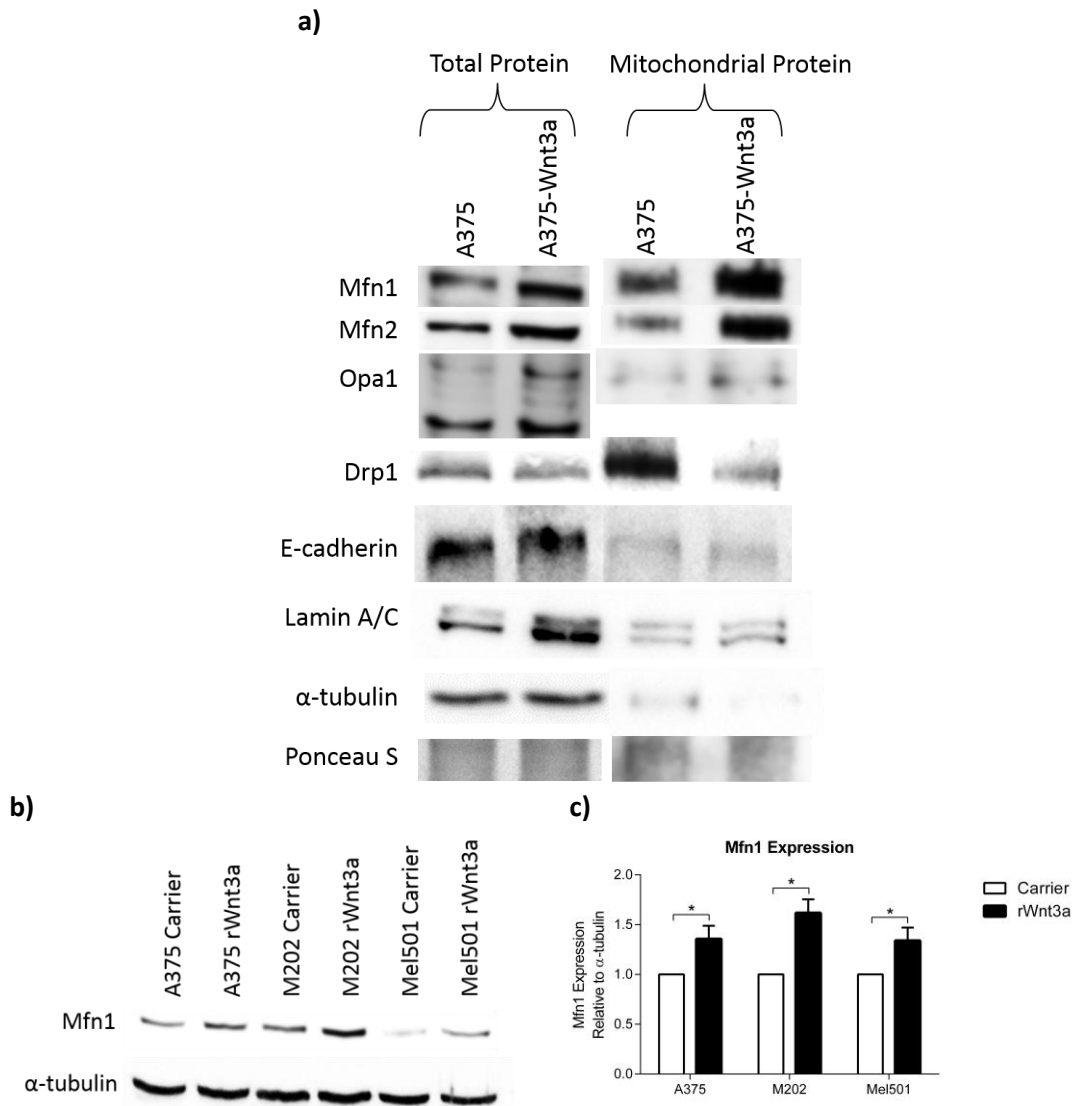 a)
Total Protein
Mitochondrial Protein
A375
A375-Wnt3a
A375
A375-Wnt3a
Mfn1
Mfn2
Opa1
Drp1
E-cadherin
Lamin A/C
α-tubulin
Ponceau S
b)
A375 Carrier
A375 rWnt3a
M202 Carrier
M202 rWnt3a
Mel501 Carrier
Mel501 rWnt3a
Mfn1
α-tubulin
c)
Mfn1 Expression
Mfn1 Expression
Relative to α-tubulin
2.0
1.5
1.0
0.5
0.0
*
*
*
A375
M202
Mel501
Carrier
rWnt3a